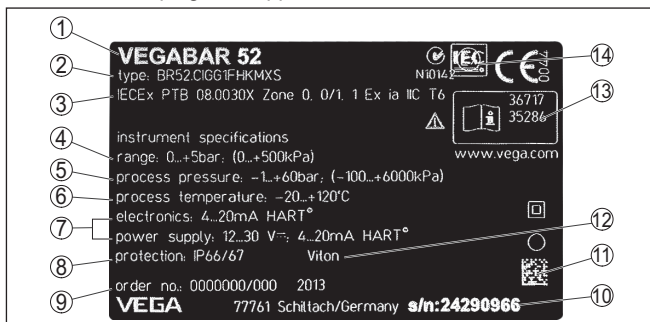 VEGABAR 52
type: BR52.CIGG1FHKMXS
Ni0142
IEC
CE 0044
IECEx PTB 08.0030X Zone 0, 0/1, 1 Ex ia IIC T6
36717
35286
www.vega.com
instrument specifications
range: 0...+5bar; (0...+500kPa)
process pressure: -1...+60bar; (-100...+6000kPa)
process temperature: -20...+120°C
electronics: 4...20mA HART®
power supply: 12...30 V⎓; 4...20mA HART®
protection: IP66/67 Viton
order no.: 0000000/000 2013
VEGA 77761 Schiltach/Germany s/n:24290966
1
2
3
4
5
6
7
8
9
10
11
12
13
14